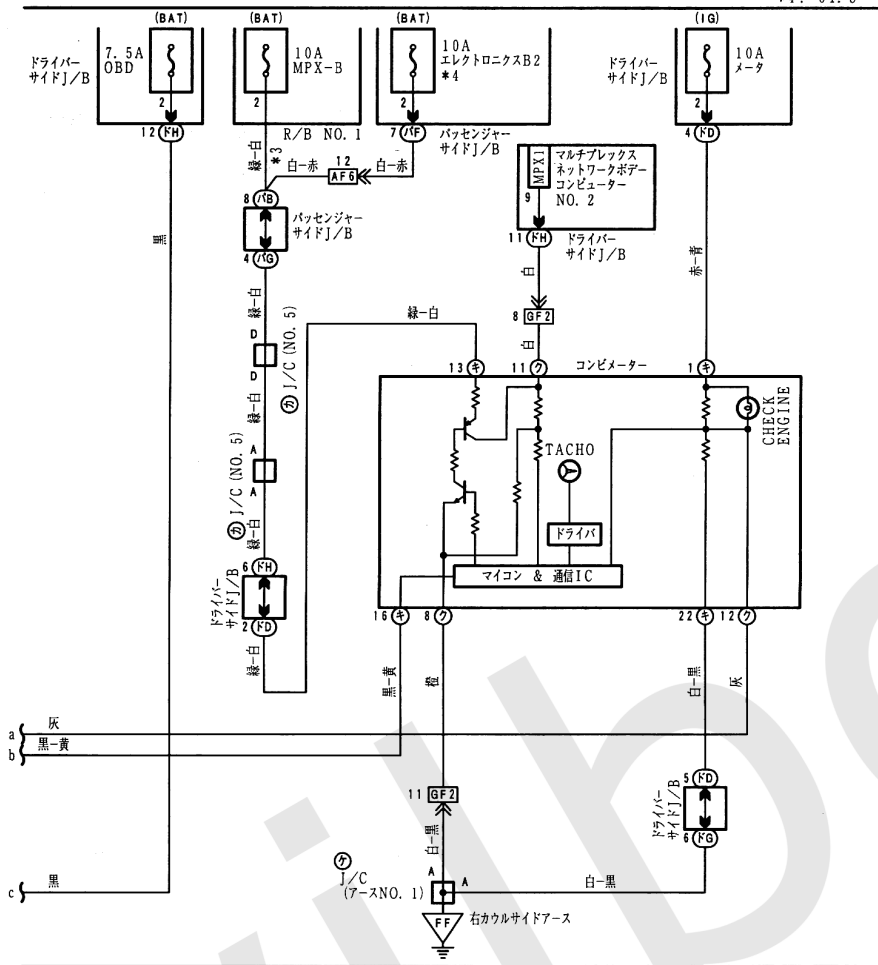 (BAT)
(BAT)
(BAT)
(IG)
ドライバー
サイドJ/B
7.5A
OBD
2
10A
MPX-B
2
10A
エレクトロニクスB2
*4
2
ドライバー
サイドJ/B
10A
メータ
2
12 ドH
R/B NO.1
7 パF
パッセンジャー
サイドJ/B
4 ドD
緑-白
*3
白-赤
12
AF6
白-赤
MPX1
マルチプレックス
ネットワークボデー
コンピューター
NO.2
9
8 パB
パッセンジャー
サイドJ/B
4 パG
11 ドH
ドライバー
サイドJ/B
黒
白
赤-青
緑-白
8 GF2
緑-白
白
D
D
カ J/C (NO.5)
13 キ
11 ク
コンビメーター
1 キ
緑-白
CHECK
ENGINE
A
A
カ J/C (NO.5)
TACHO
緑-白
ドライバ
6 ドH
マイコン & 通信IC
ドライバー
サイドJ/B
2 ドD
16 キ
8 ク
22 キ
12 ク
緑-白
黒-黄
橙
白-黒
灰
a 灰
b 黒-黄
5 ドD
ドライバー
サイドJ/B
6 ドG
11 GF2
白-黒
ケ
J/C
(アースNO.1)
A
A
白-黒
c 黒
FF
右カウルサイドアース